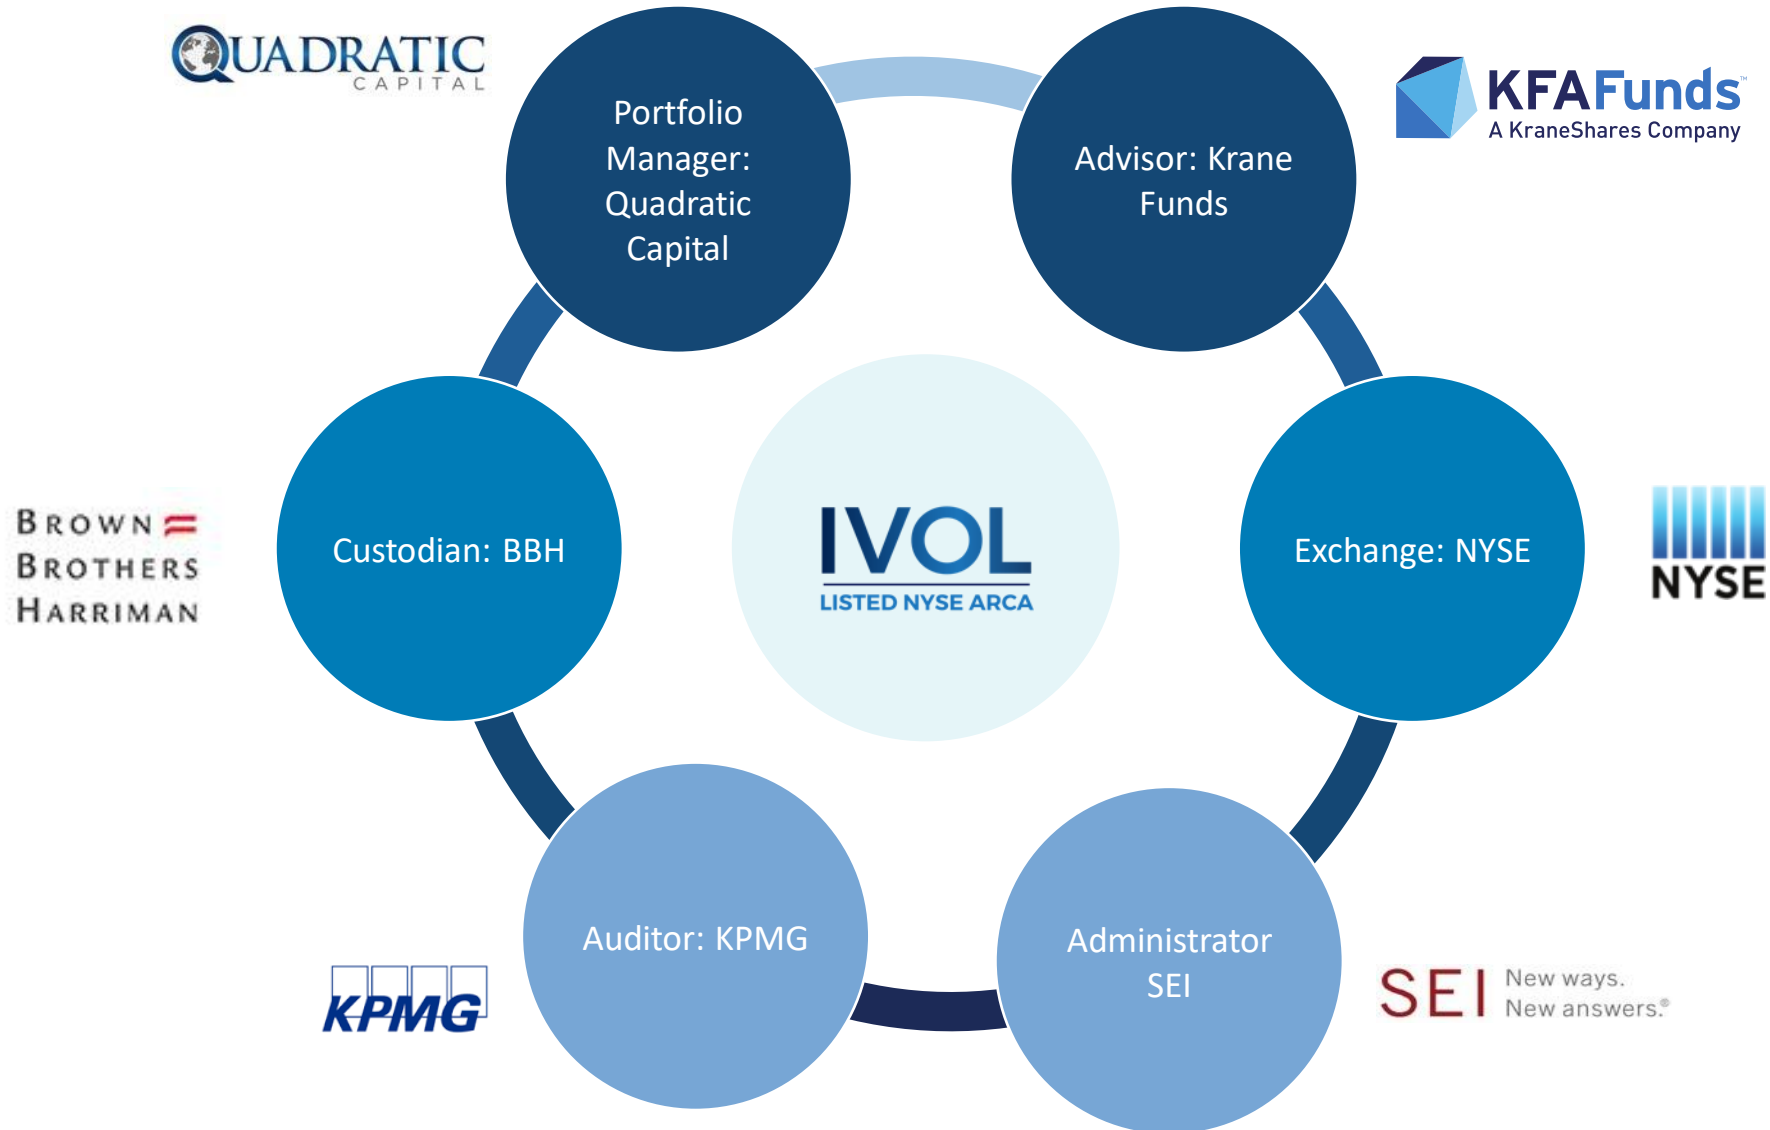 QUADRATIC
CAPITAL
Portfolio
Manager:
Quadratic
Capital
Advisor: Krane
Funds
KFAFunds™
A KraneShares Company
BROWN
BROTHERS
HARRIMAN
Custodian: BBH
IVOL
LISTED NYSE ARCA
Exchange: NYSE
NYSE
KPMG
Auditor: KPMG
Administrator
SEI
SEI
New ways.
New answers.®